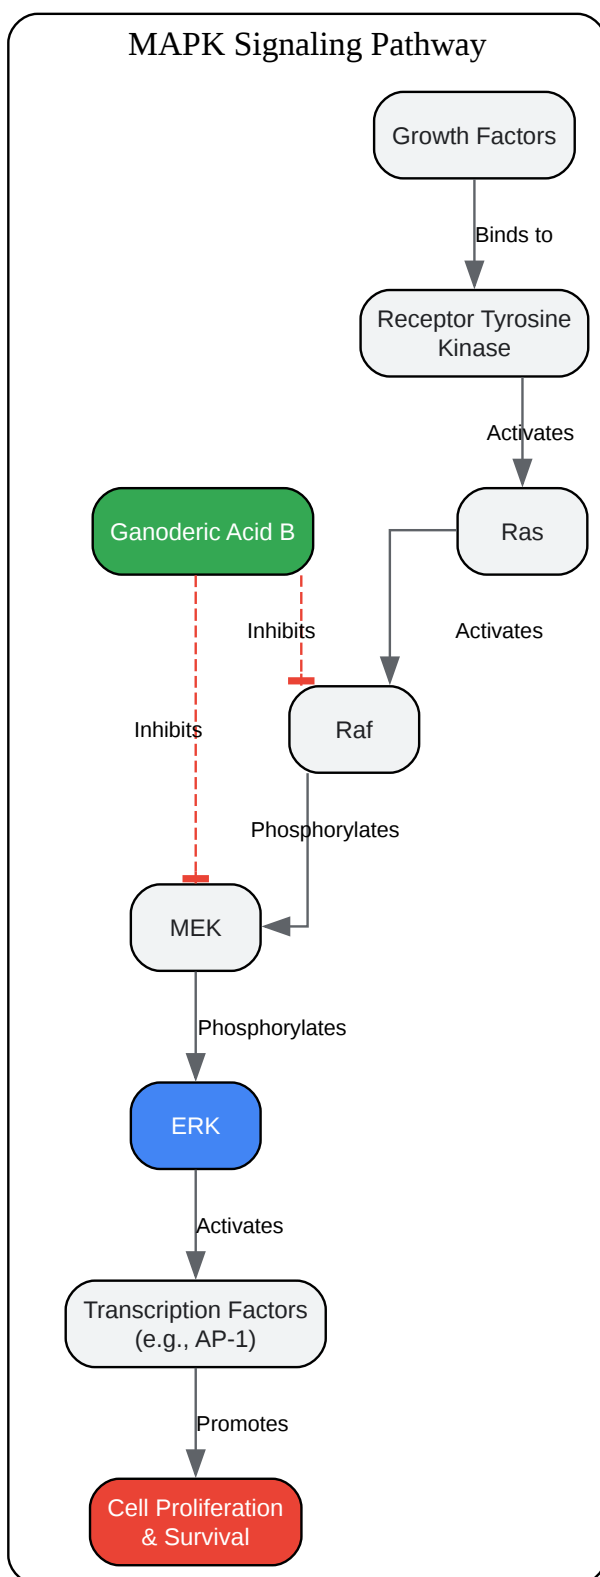 MAPK Signaling Pathway
Growth Factors
Binds to
Receptor Tyrosine
Kinase
Activates
Ganoderic Acid B
Ras
Inhibits
Activates
Inhibits
Raf
Phosphorylates
MEK
Phosphorylates
ERK
Activates
Transcription Factors
(e.g., AP-1)
Promotes
Cell Proliferation
& Survival